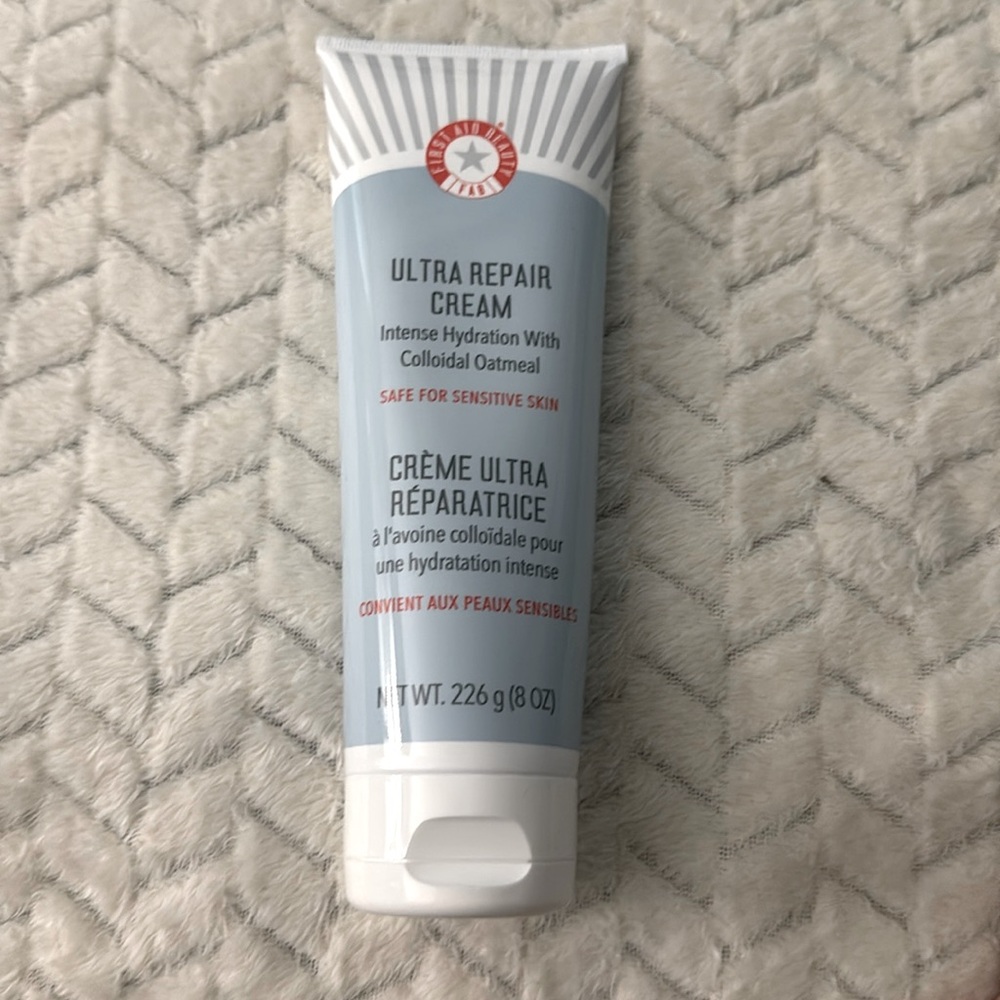 FIRST AID BEAUTY
FAB
ULTRA REPAIR
CREAM
Intense Hydration With
Colloidal Oatmeal
SAFE FOR SENSITIVE SKIN
CRÈME ULTRA
RÉPARATRICE
à l'avoine colloïdale pour
une hydratation intense
CONVIENT AUX PEAUX SENSIBLES
NET WT. 226 g (8 OZ)